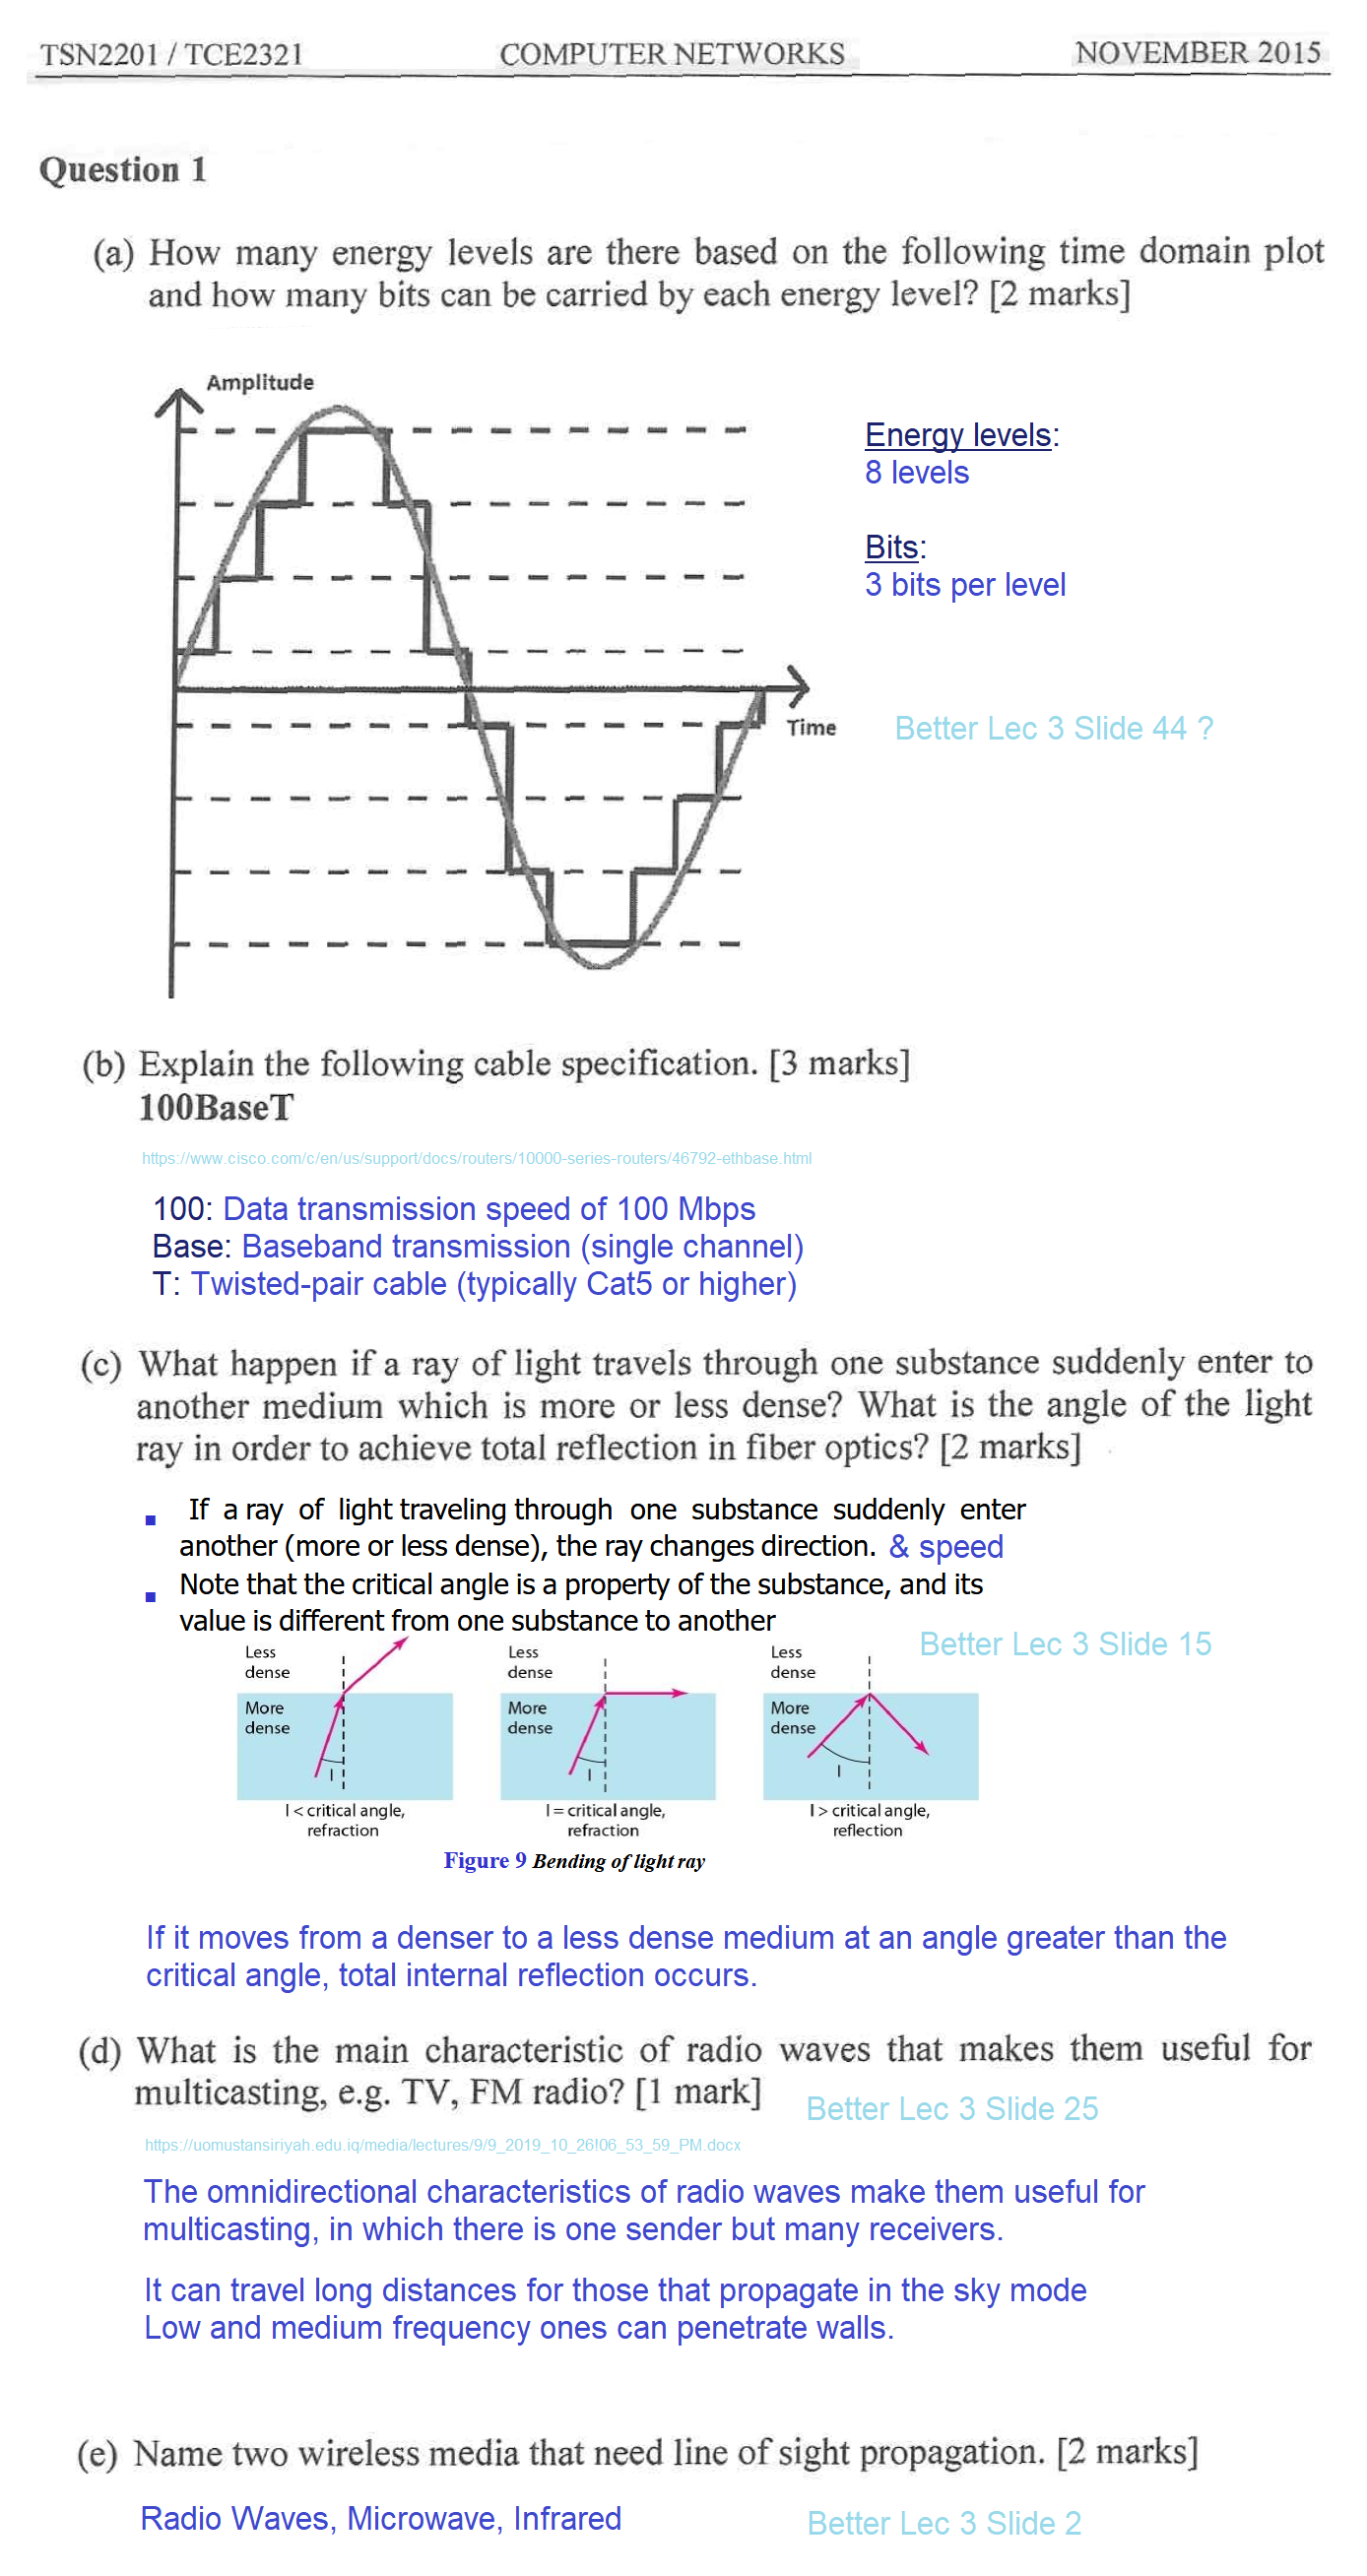 TSN2201 / TCE2321 COMPUTER NETWORKS NOVEMBER 2015
Question 1
(a) How many energy levels are there based on the following time domain plot
and how many bits can be carried by each energy level? [2 marks]
Amplitude
Energy levels:
8 levels
Bits:
3 bits per level
Time
Better Lec 3 Slide 44 ?
(b) Explain the following cable specification. [3 marks]
100BaseT
https://www.cisco.com/c/en/us/support/docs/routers/10000-series-routers/46792-ethbase.html
100: Data transmission speed of 100 Mbps
Base: Baseband transmission (single channel)
T: Twisted-pair cable (typically Cat5 or higher)
(c) What happen if a ray of light travels through one substance suddenly enter to
another medium which is more or less dense? What is the angle of the light
ray in order to achieve total reflection in fiber optics? [2 marks]
▪ If a ray of light traveling through one substance suddenly enter
another (more or less dense), the ray changes direction. & speed
▪ Note that the critical angle is a property of the substance, and its
value is different from one substance to another
Better Lec 3 Slide 15
Less
dense
More
dense
I
I < critical angle,
refraction
Less
dense
More
dense
I
I = critical angle,
refraction
Less
dense
More
dense
I
I > critical angle,
reflection
Figure 9 Bending of light ray
If it moves from a denser to a less dense medium at an angle greater than the
critical angle, total internal reflection occurs.
(d) What is the main characteristic of radio waves that makes them useful for
multicasting, e.g. TV, FM radio? [1 mark]
Better Lec 3 Slide 25
https://uomustansiriyah.edu.iq/media/lectures/9/9_2019_10_26!06_53_59_PM.docx
The omnidirectional characteristics of radio waves make them useful for
multicasting, in which there is one sender but many receivers.
It can travel long distances for those that propagate in the sky mode
Low and medium frequency ones can penetrate walls.
(e) Name two wireless media that need line of sight propagation. [2 marks]
Radio Waves, Microwave, Infrared
Better Lec 3 Slide 2